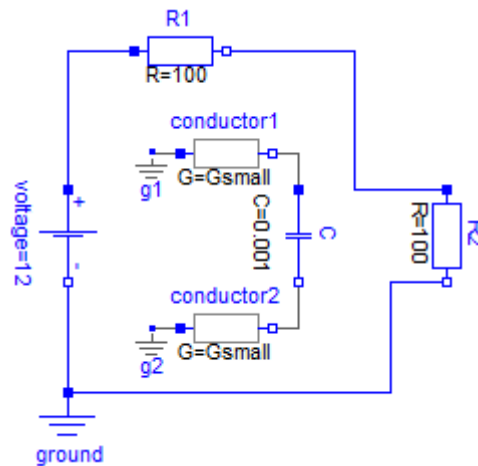 R1
R=100
conductor1
g1
G=Gsmall
voltage=12
+
-
C=0.001
C
R=100
R2
conductor2
g2
G=Gsmall
ground